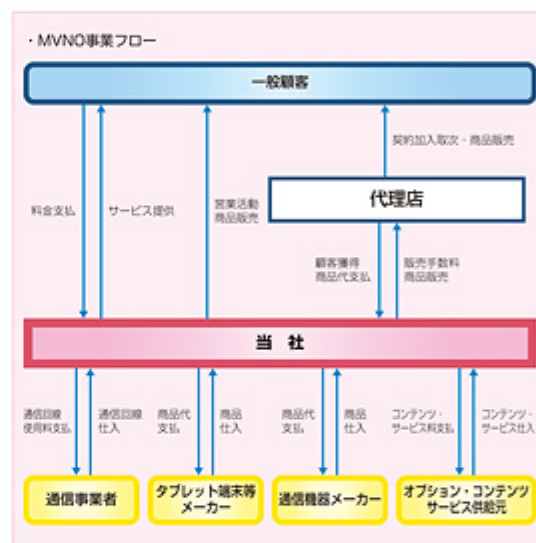 ・MVNO事業フロー
一般顧客
契約加入取次・商品販売
代理店
料金支払
サービス提供
営業活動
商品販売
顧客獲得
商品代支払
販売手数料
商品販売
当 社
通信回線
使用料支払
通信回線
仕入
商品代
支払
商品
仕入
商品代
支払
商品
仕入
コンテンツ・
サービス料支払
コンテンツ・
サービス仕入
通信事業者
タブレット端末等
メーカー
通信機器メーカー
オプション・コンテンツ
サービス供給元